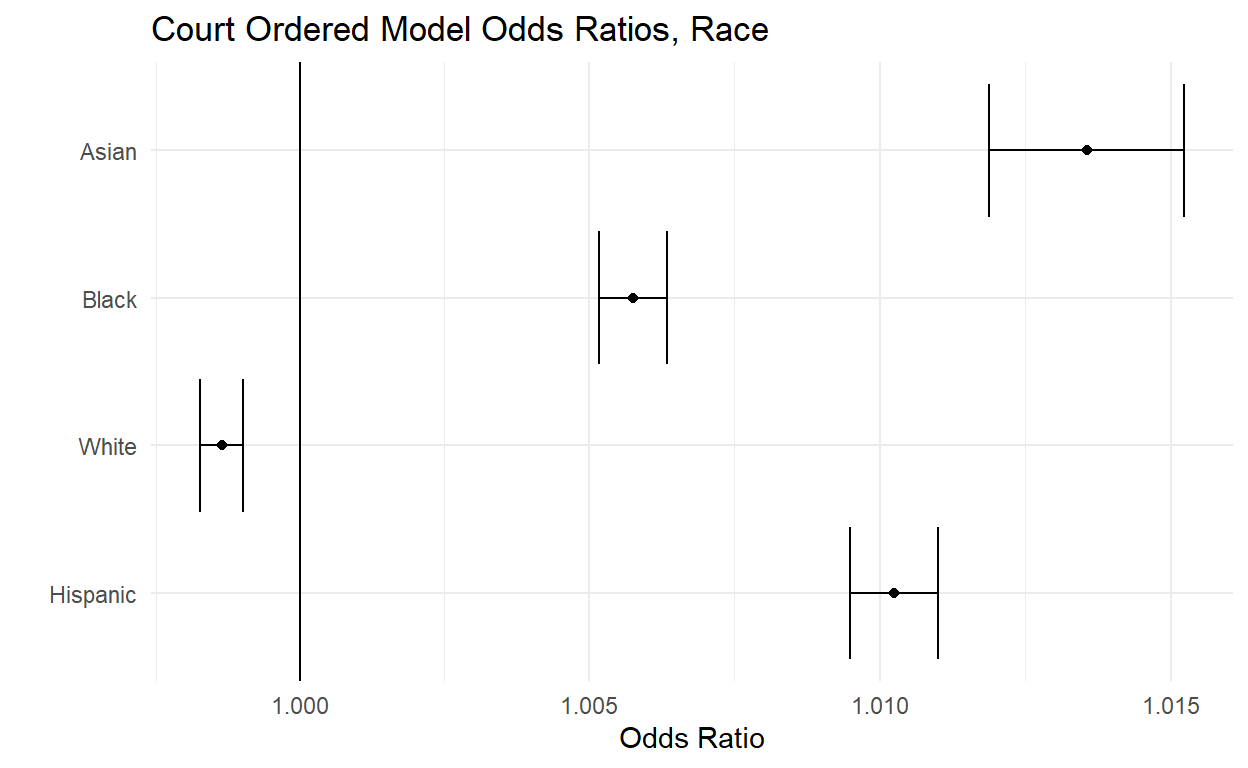 Court Ordered Model Odds Ratios, Race
Asian
Black
White
Hispanic
1.000 1.005 1.010 1.015
Odds Ratio